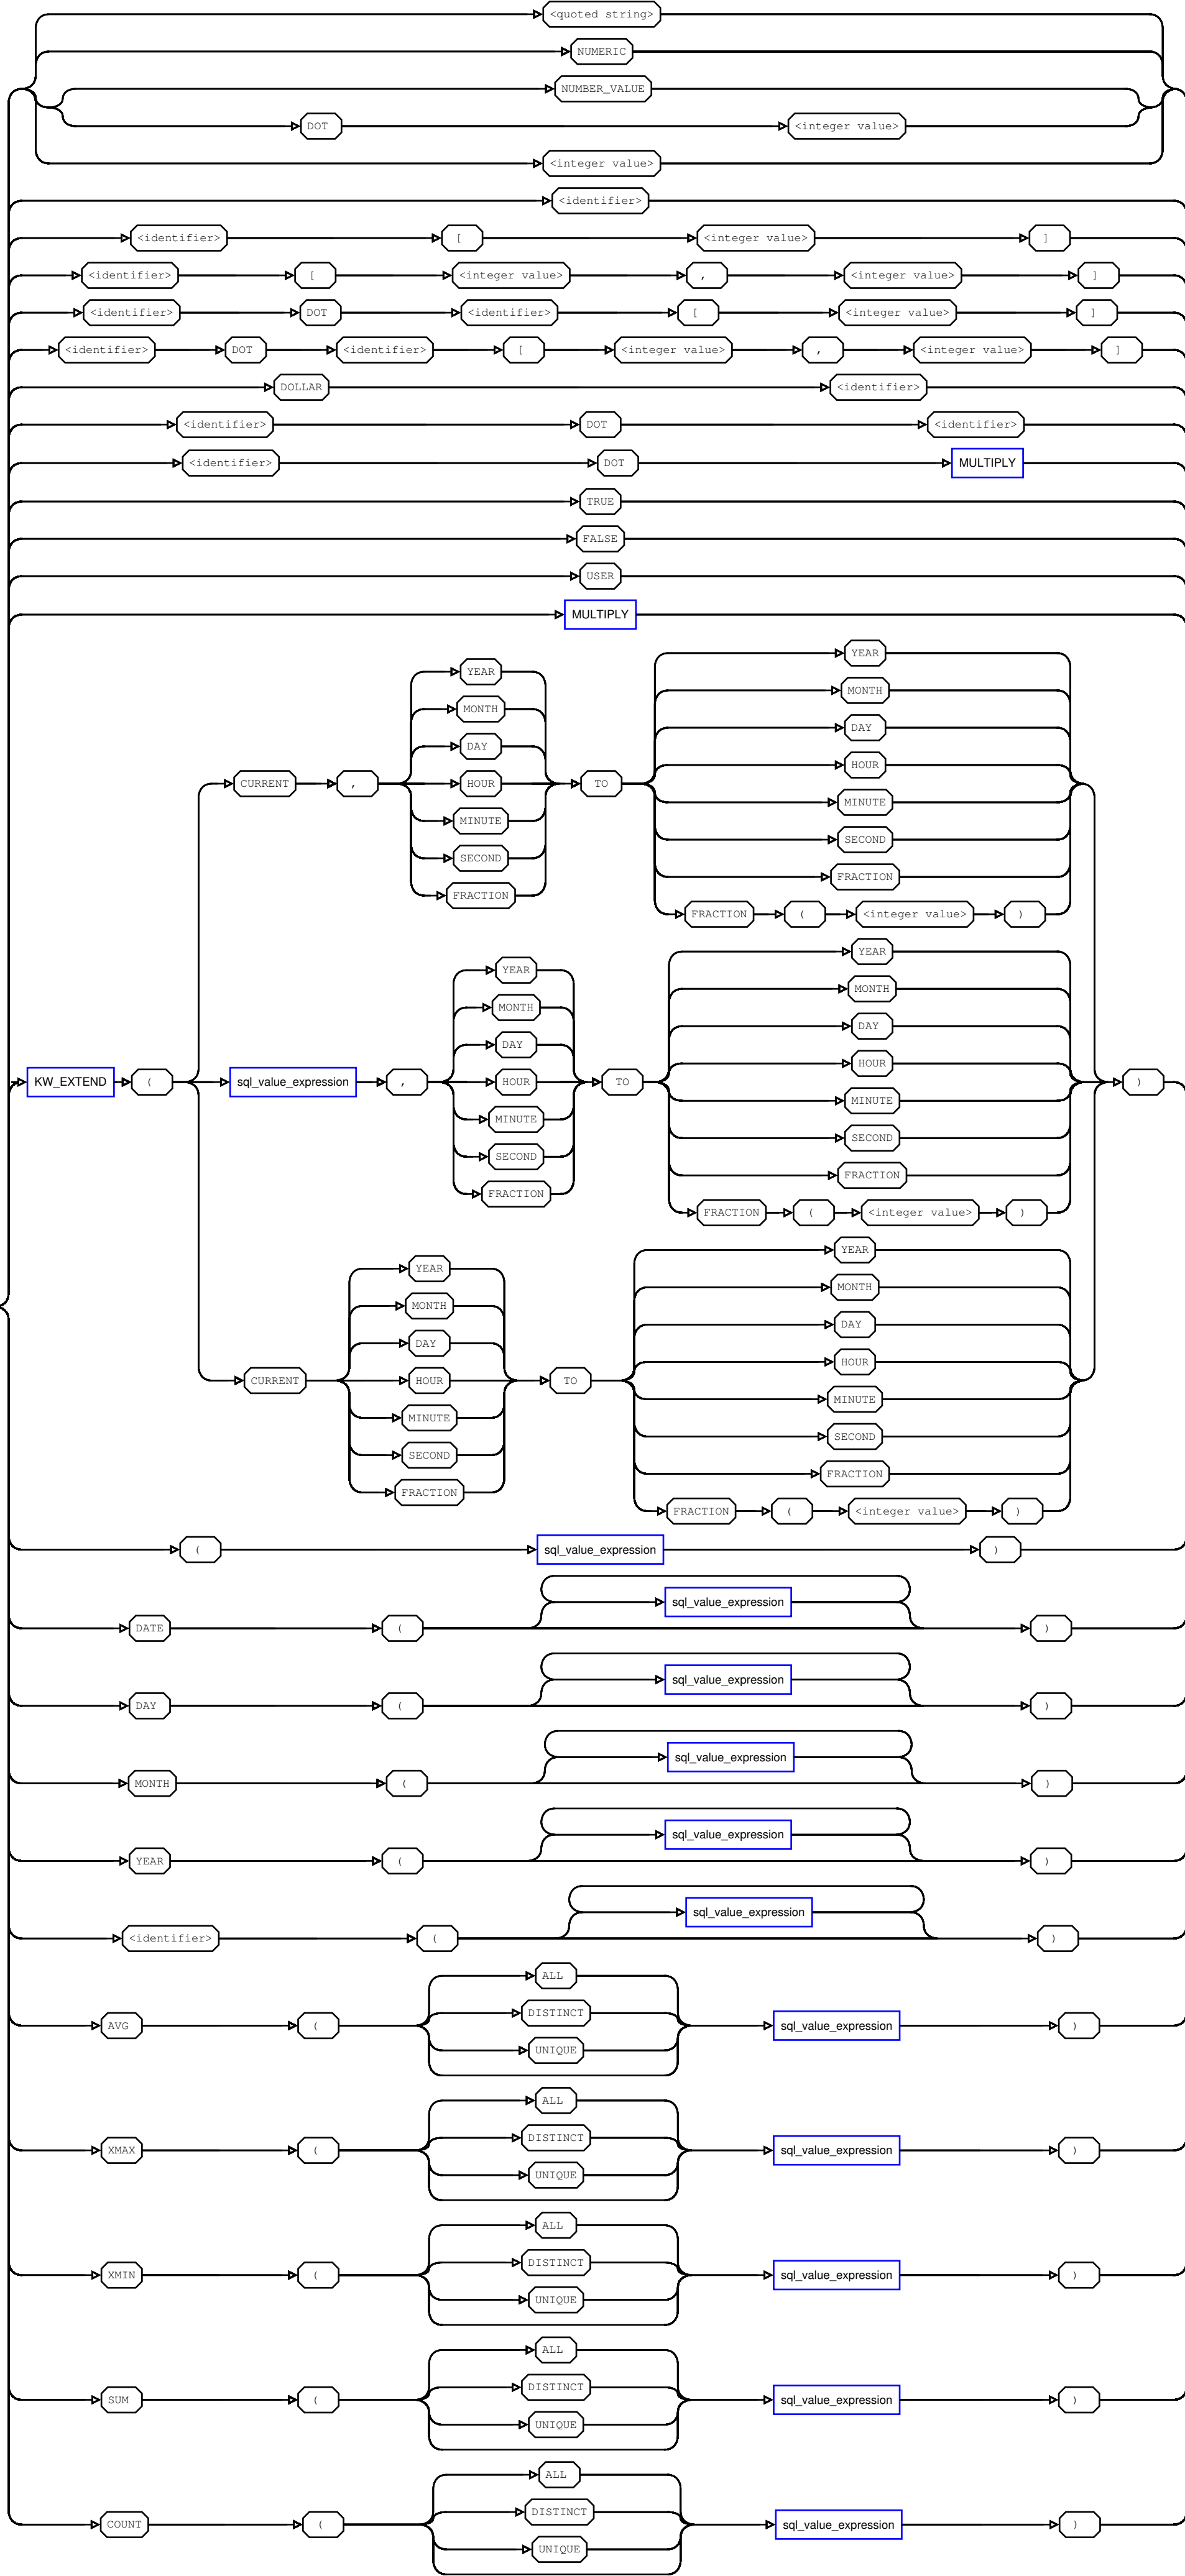 <quoted string>
NUMERIC
NUMBER_VALUE
DOT <integer value>
<integer value>
<identifier>
<identifier> [ <integer value> ]
<identifier> [ <integer value> , <integer value> ]
<identifier> DOT <identifier> [ <integer value> ]
<identifier> DOT <identifier> [ <integer value> , <integer value> ]
DOLLAR <identifier>
<identifier> DOT <identifier>
<identifier> DOT MULTIPLY
TRUE
FALSE
USER
MULTIPLY
YEAR
YEAR
MONTH
MONTH
DAY
DAY
HOUR
CURRENT , HOUR TO
MINUTE
MINUTE
SECOND
SECOND
FRACTION
FRACTION
FRACTION ( <integer value> )
YEAR
YEAR
MONTH
MONTH
DAY
DAY
HOUR
KW_EXTEND ( sql_value_expression , HOUR TO )
MINUTE
MINUTE
SECOND
SECOND
FRACTION
FRACTION
FRACTION ( <integer value> )
YEAR
YEAR
MONTH
MONTH
DAY
DAY
HOUR
CURRENT HOUR TO
MINUTE
MINUTE
SECOND
SECOND
FRACTION
FRACTION
FRACTION ( <integer value> )
( sql_value_expression )
sql_value_expression
DATE ( )
sql_value_expression
DAY ( )
sql_value_expression
MONTH ( )
sql_value_expression
YEAR ( )
sql_value_expression
<identifier> ( )
ALL
DISTINCT
AVG ( sql_value_expression )
UNIQUE
ALL
DISTINCT
XMAX ( sql_value_expression )
UNIQUE
ALL
DISTINCT
XMIN ( sql_value_expression )
UNIQUE
ALL
DISTINCT
SUM ( sql_value_expression )
UNIQUE
ALL
DISTINCT
COUNT ( sql_value_expression )
UNIQUE